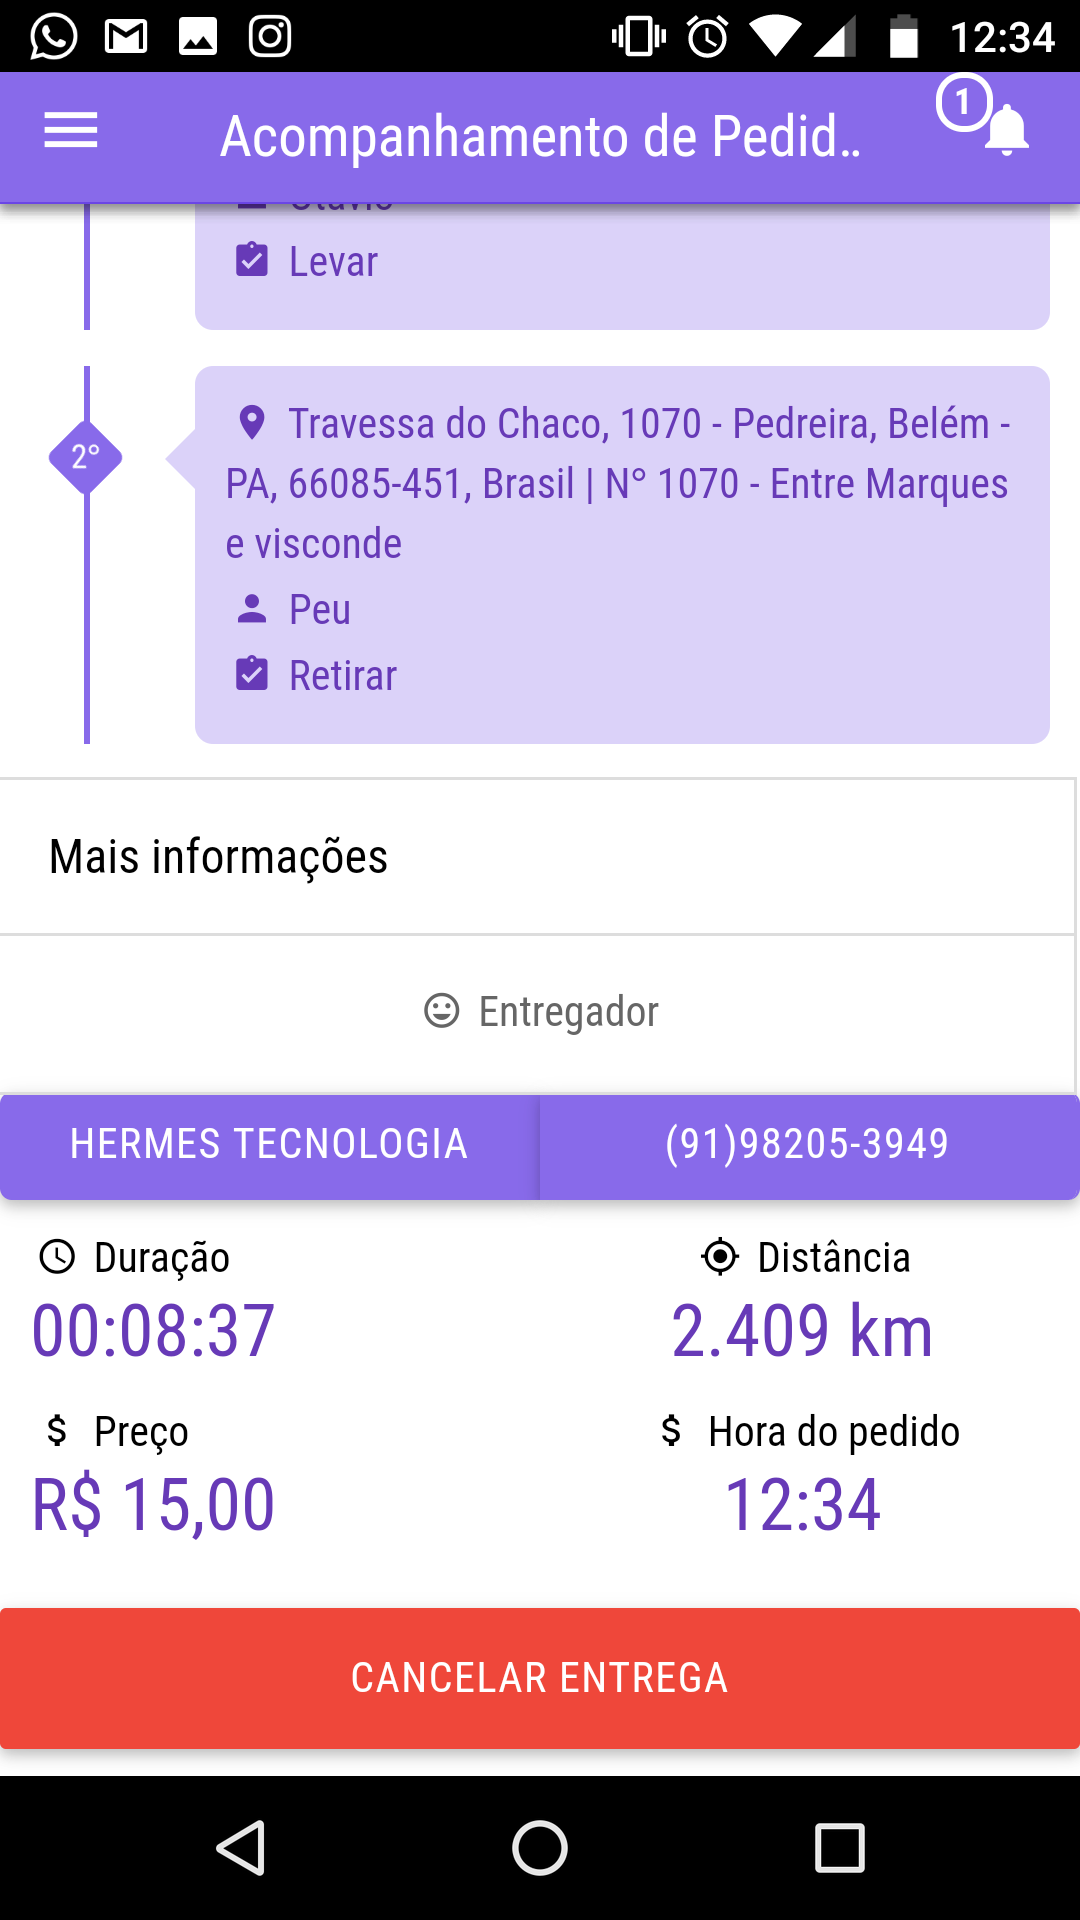 12:34
1
Acompanhamento de Pedid...
Levar
2º
Travessa do Chaco, 1070 - Pedreira, Belém -
PA, 66085-451, Brasil | Nº 1070 - Entre Marques
e visconde
Peu
Retirar
Mais informações
Entregador
HERMES TECNOLOGIA (91)98205-3949
Duração Distância
00:08:37 2.409 km
$ Preço $ Hora do pedido
R$ 15,00 12:34
CANCELAR ENTREGA